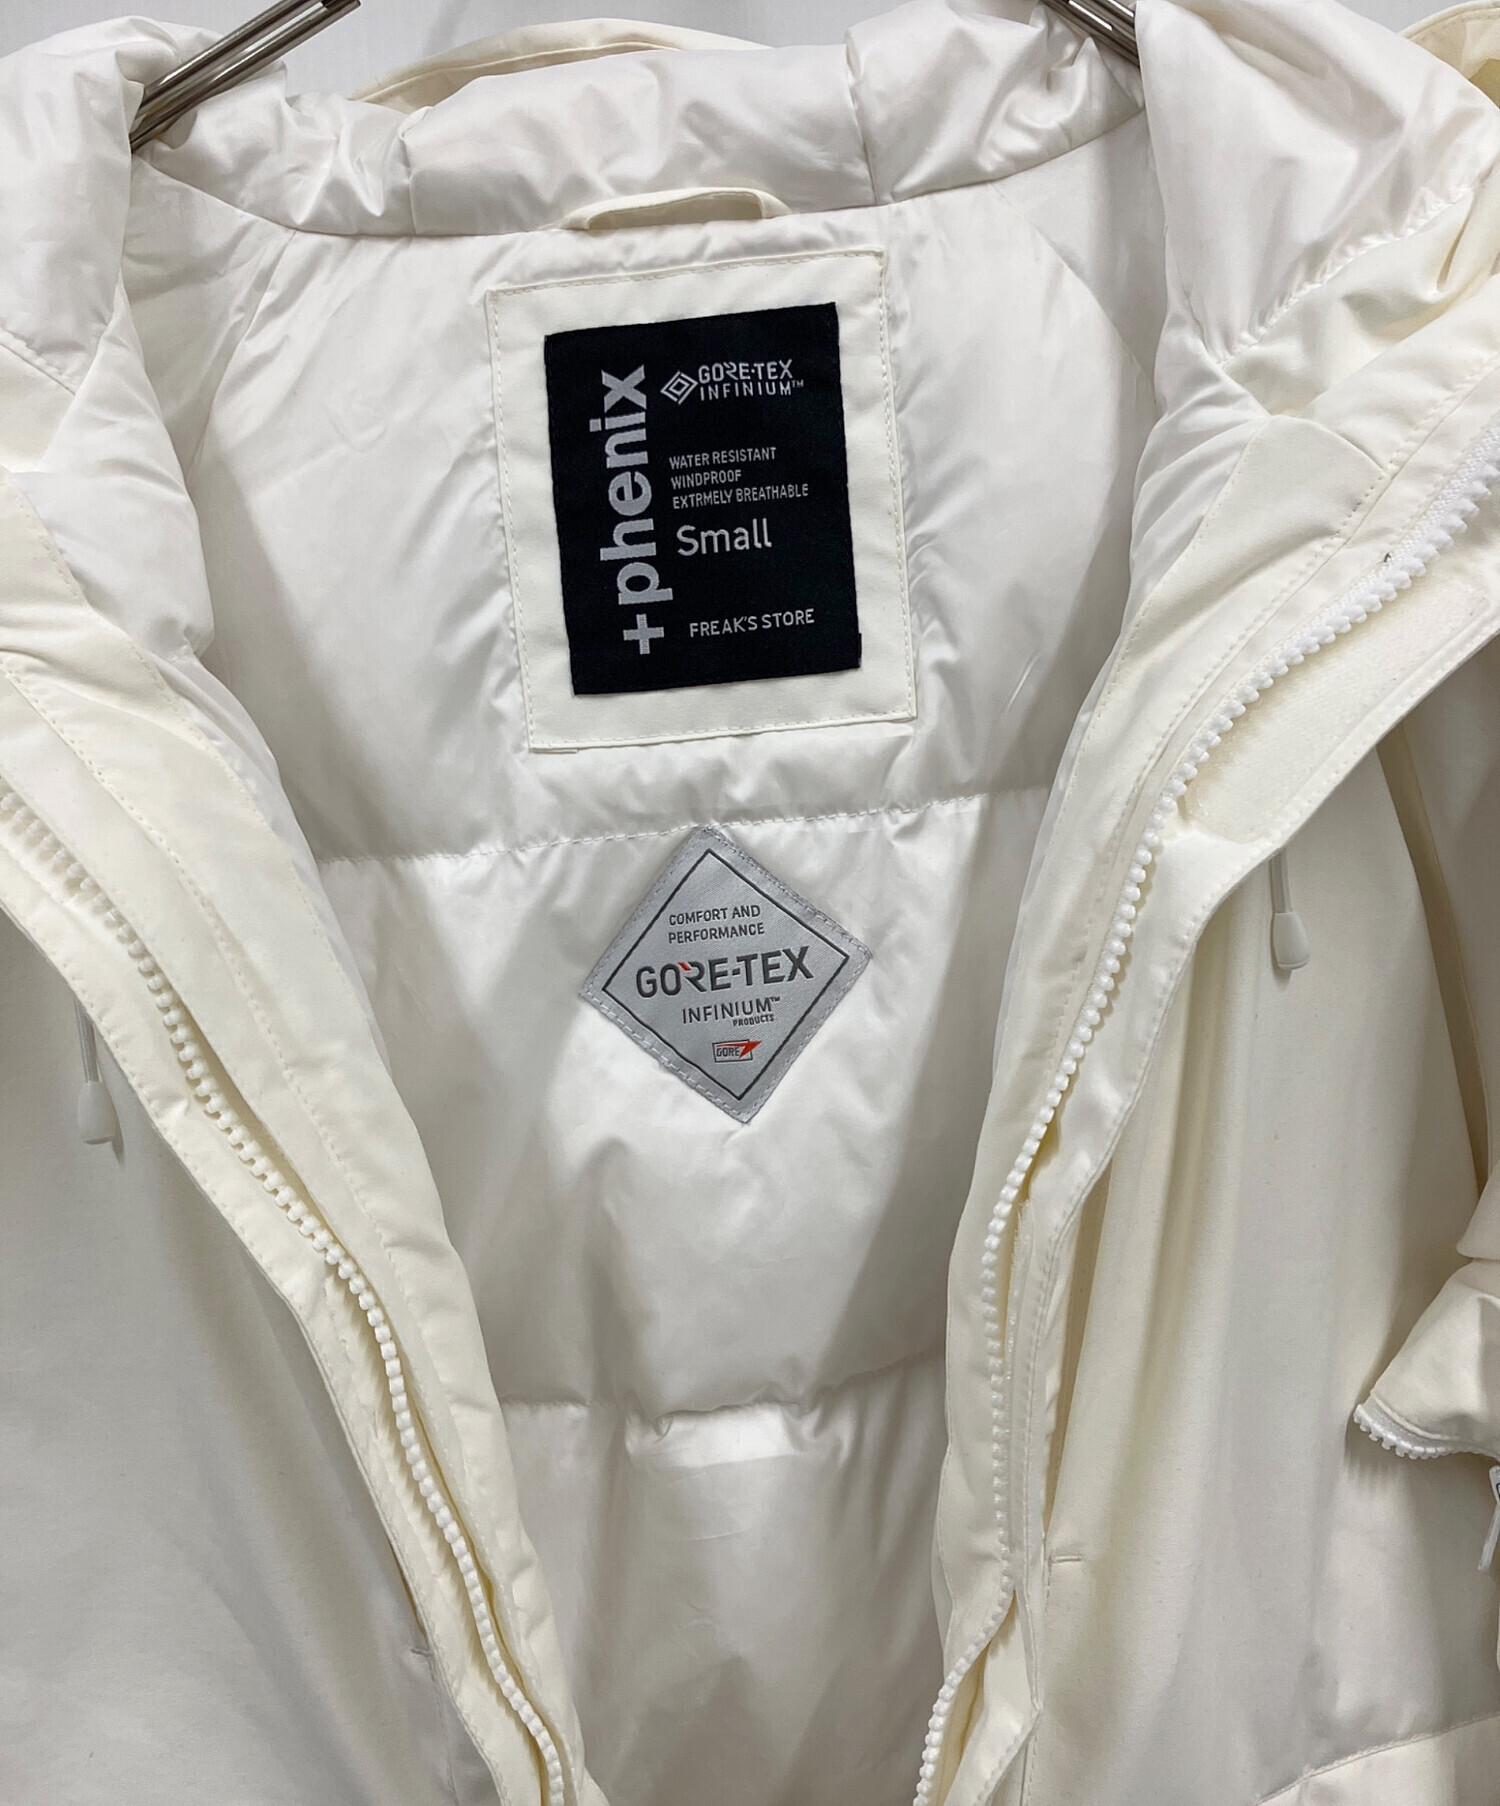 +phenix
GORE-TEX
INFINIUM™
WATER RESISTANT
WINDPROOF
EXTRMELY BREATHABLE
Small
FREAK'S STORE
COMFORT AND
PERFORMANCE
GORE-TEX
INFINIUM™
PRODUCTS
GORE